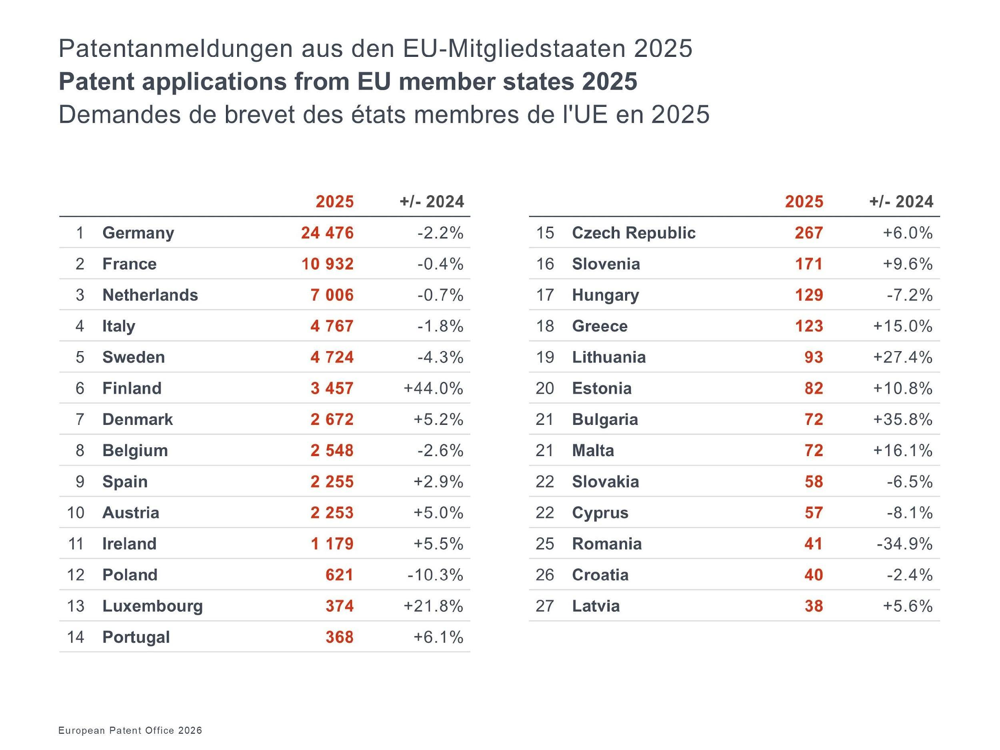 Patentanmeldungen aus den EU-Mitgliedstaaten 2025
Patent applications from EU member states 2025
Demandes de brevet des états membres de l'UE en 2025
2025 +/- 2024
1 Germany 24 476 -2.2%
2 France 10 932 -0.4%
3 Netherlands 7 006 -0.7%
4 Italy 4 767 -1.8%
5 Sweden 4 724 -4.3%
6 Finland 3 457 +44.0%
7 Denmark 2 672 +5.2%
8 Belgium 2 548 -2.6%
9 Spain 2 255 +2.9%
10 Austria 2 253 +5.0%
11 Ireland 1 179 +5.5%
12 Poland 621 -10.3%
13 Luxembourg 374 +21.8%
14 Portugal 368 +6.1%
2025 +/- 2024
15 Czech Republic 267 +6.0%
16 Slovenia 171 +9.6%
17 Hungary 129 -7.2%
18 Greece 123 +15.0%
19 Lithuania 93 +27.4%
20 Estonia 82 +10.8%
21 Bulgaria 72 +35.8%
21 Malta 72 +16.1%
22 Slovakia 58 -6.5%
22 Cyprus 57 -8.1%
25 Romania 41 -34.9%
26 Croatia 40 -2.4%
27 Latvia 38 +5.6%
European Patent Office 2026